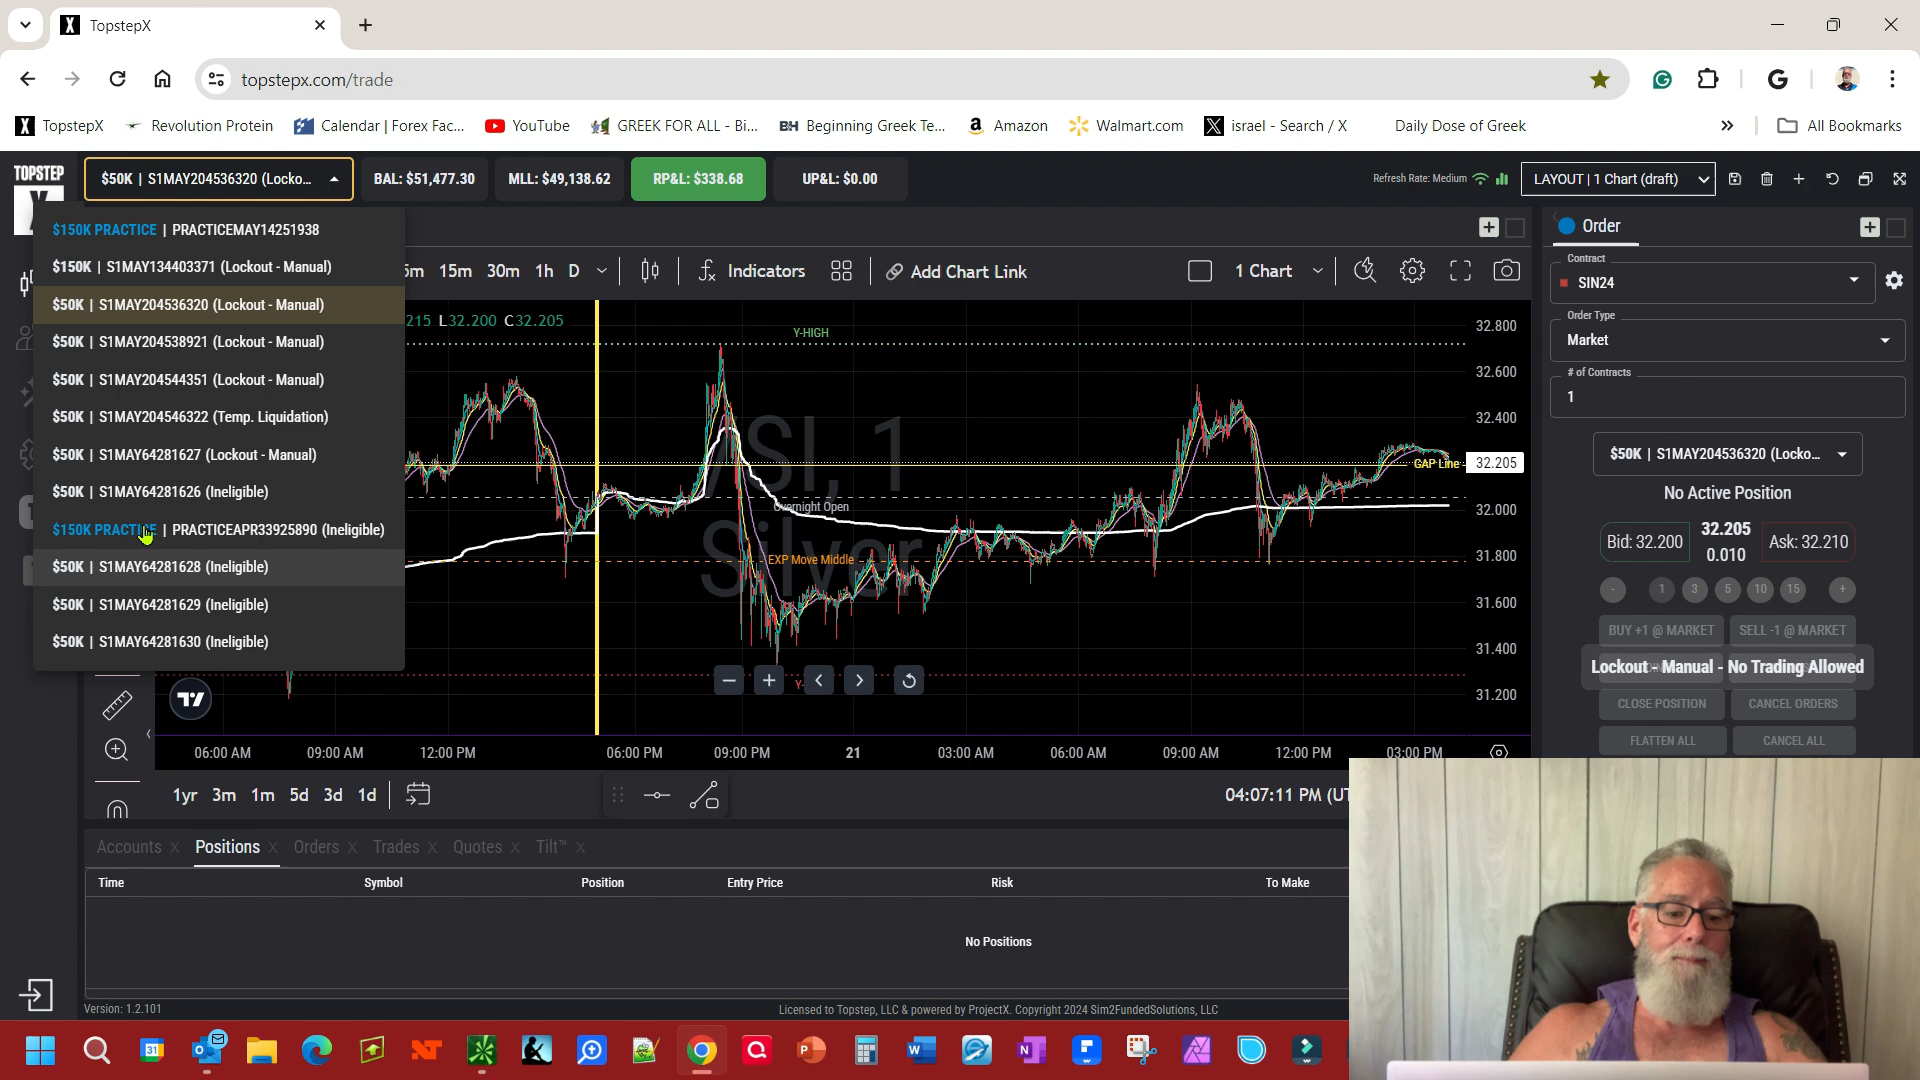 TopstepX
topstepx.com/trade
TopstepX
Revolution Protein
Calendar | Forex Fac...
YouTube
GREEK FOR ALL - Bi...
BH Beginning Greek Te...
Amazon
Walmart.com
israel - Search / X
Daily Dose of Greek
All Bookmarks
TOPSTEP
X
$50K | S1MAY204536320 (Locko...
BAL: $51,477.30
MLL: $49,138.62
RP&L: $338.68
UP&L: $0.00
Refresh Rate: Medium
LAYOUT | 1 Chart (draft)
$150K PRACTICE | PRACTICEMAY14251938
$150K | S1MAY134403371 (Lockout - Manual)
$50K | S1MAY204536320 (Lockout - Manual)
$50K | S1MAY204538921 (Lockout - Manual)
$50K | S1MAY204544351 (Lockout - Manual)
$50K | S1MAY204546322 (Temp. Liquidation)
$50K | S1MAY64281627 (Lockout - Manual)
$50K | S1MAY64281626 (Ineligible)
$150K PRACTICE | PRACTICEAPR33925890 (Ineligible)
$50K | S1MAY64281628 (Ineligible)
$50K | S1MAY64281629 (Ineligible)
$50K | S1MAY64281630 (Ineligible)
5m 15m 30m 1h D
Indicators
Add Chart Link
1 Chart
215 L32.200 C32.205
Y-HIGH
/SI, 1
Silver
GAP Line
Overnight Open
EXP Move Middle
Y-
32.800
32.600
32.400
32.205
32.000
31.800
31.600
31.400
31.200
06:00 AM
09:00 AM
12:00 PM
06:00 PM
09:00 PM
21
03:00 AM
06:00 AM
09:00 AM
12:00 PM
03:00 PM
1yr 3m 1m 5d 3d 1d
04:07:11 PM (UT
Order
Contract
SIN24
Order Type
Market
# of Contracts
1
$50K | S1MAY204536320 (Locko...
No Active Position
Bid: 32.200
32.205
0.010
Ask: 32.210
- 1 3 5 10 15 +
BUY +1 @ MARKET
SELL -1 @ MARKET
Lockout - Manual - No Trading Allowed
CLOSE POSITION
CANCEL ORDERS
FLATTEN ALL
CANCEL ALL
Accounts
Positions
Orders
Trades
Quotes
Tilt™
Time
Symbol
Position
Entry Price
Risk
To Make
No Positions
Version: 1.2.101
Licensed to Topstep, LLC & powered by ProjectX. Copyright 2024 Sim2FundedSolutions, LLC